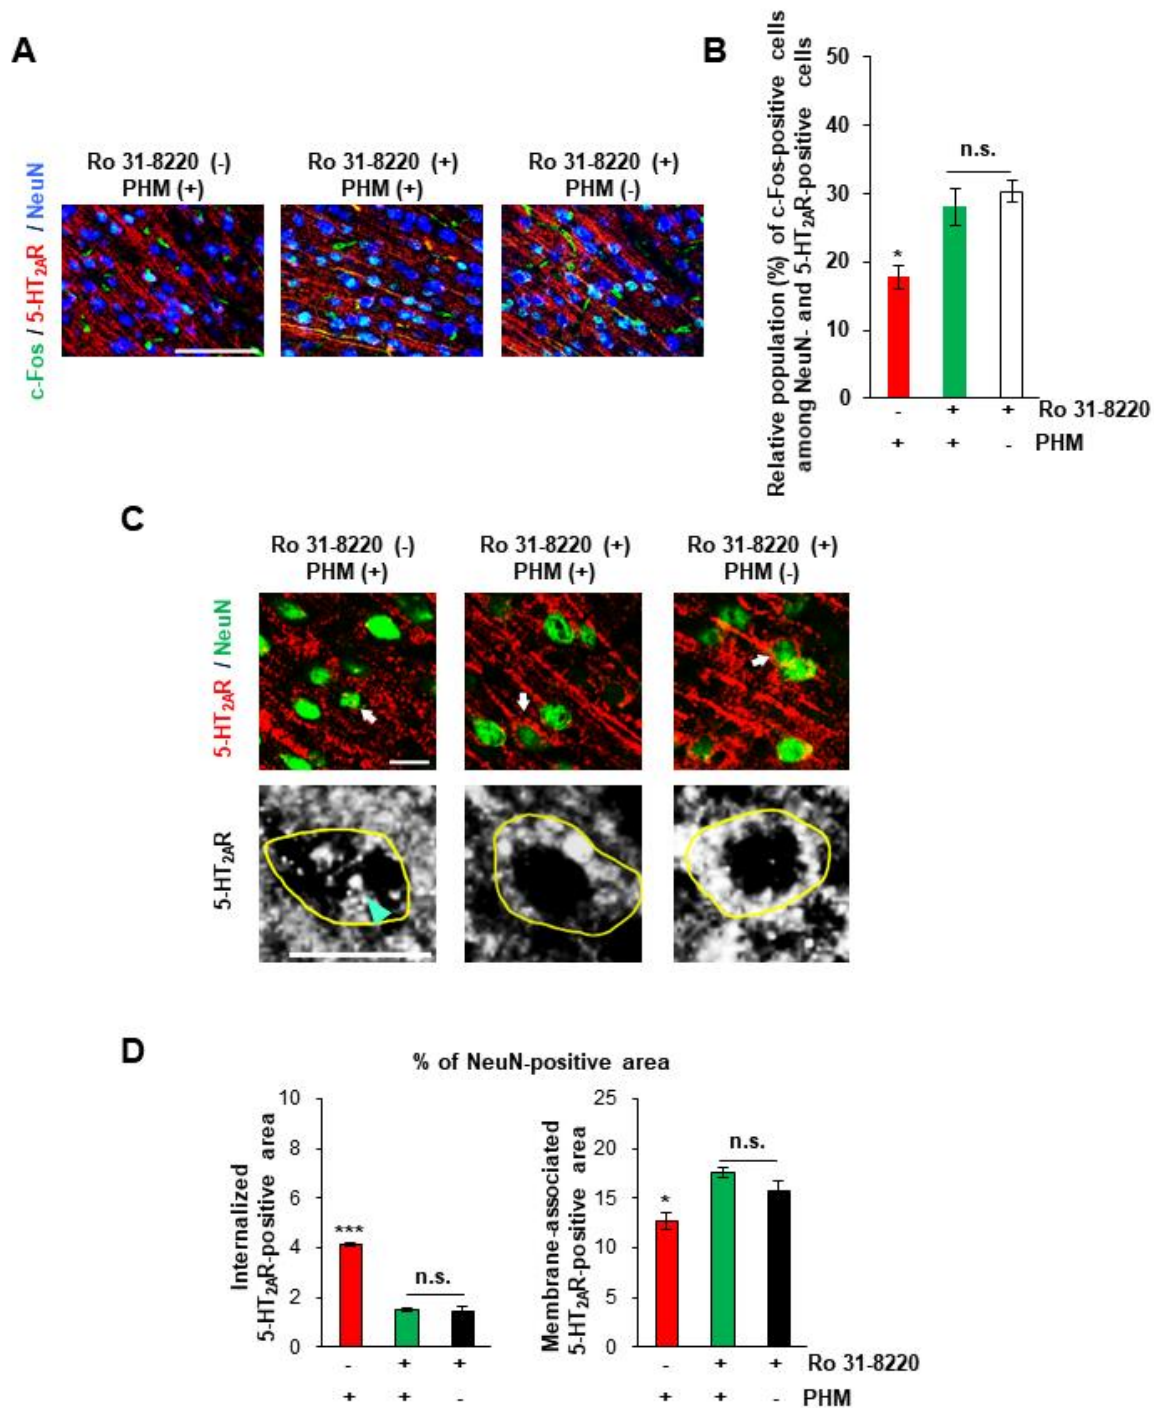 A
Ro 31-8220 (-)
PHM (+)
Ro 31-8220 (+)
PHM (+)
Ro 31-8220 (+)
PHM (-)
c-Fos / 5-HT2AR / NeuN
B
Relative population (%) of c-Fos-positive cells
among NeuN- and 5-HT2AR-positive cells
50
40
30
20
10
0
*
n.s.
- + + Ro 31-8220
+ + - PHM
C
Ro 31-8220 (-)
PHM (+)
Ro 31-8220 (+)
PHM (+)
Ro 31-8220 (+)
PHM (-)
5-HT2AR / NeuN
5-HT2AR
D
% of NeuN-positive area
Internalized
5-HT2AR-positive area
10
8
6
4
2
0
***
n.s.
- + +
+ + -
Membrane-associated
5-HT2AR-positive area
25
20
15
10
5
0
*
n.s.
- + + Ro 31-8220
+ + - PHM